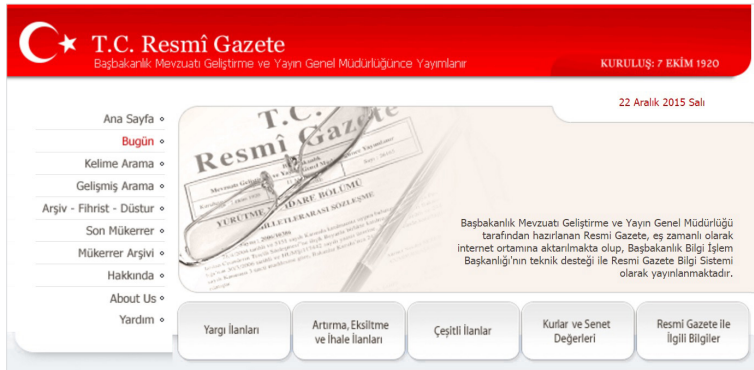 T.C. Resmî Gazete
Başbakanlık Mevzuatı Geliştirme ve Yayın Genel Müdürlüğünce Yayımlanır
KURULUŞ: 7 EKİM 1920
22 Aralık 2015 Salı
Ana Sayfa
Bugün
Kelime Arama
Gelişmiş Arama
Arşiv - Fihrist - Düstur
Son Mükerrer
Mükerrer Arşivi
Hakkında
About Us
Yardım
T.C.
Resmî Gazete
YÜRÜTME VE İDARE BÖLÜMÜ
MİLLETLERARASI SÖZLEŞME
Başbakanlık Mevzuatı Geliştirme ve Yayın Genel Müdürlüğü
tarafından hazırlanan Resmi Gazete, eş zamanlı olarak
internet ortamına aktarılmakta olup, Başbakanlık Bilgi İşlem
Başkanlığı'nın teknik desteği ile Resmi Gazete Bilgi Sistemi
olarak yayınlanmaktadır.
Yargı İlanları
Artırma, Eksiltme
ve İhale İlanları
Çeşitli İlanlar
Kurlar ve Senet
Değerleri
Resmî Gazete ile
İlgili Bilgiler